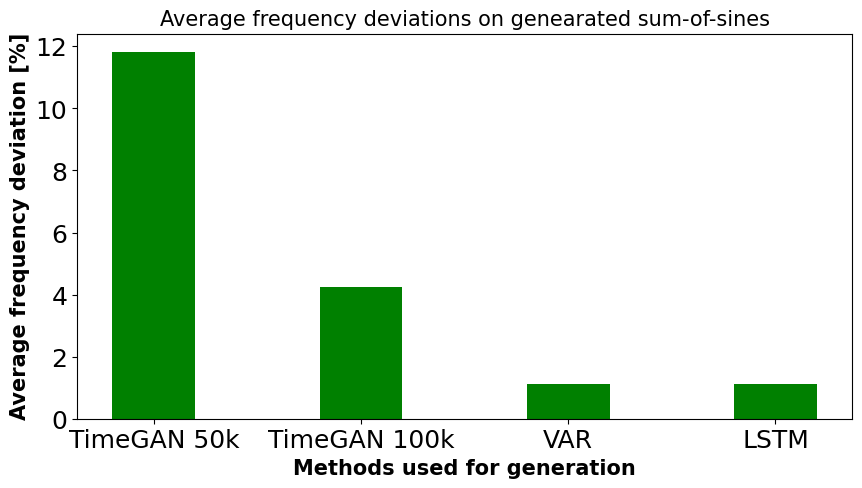 Average frequency deviations on genearated sum-of-sines
Average frequency deviation [%]
12
10
8
6
4
2
0
TimeGAN 50k TimeGAN 100k VAR LSTM
Methods used for generation